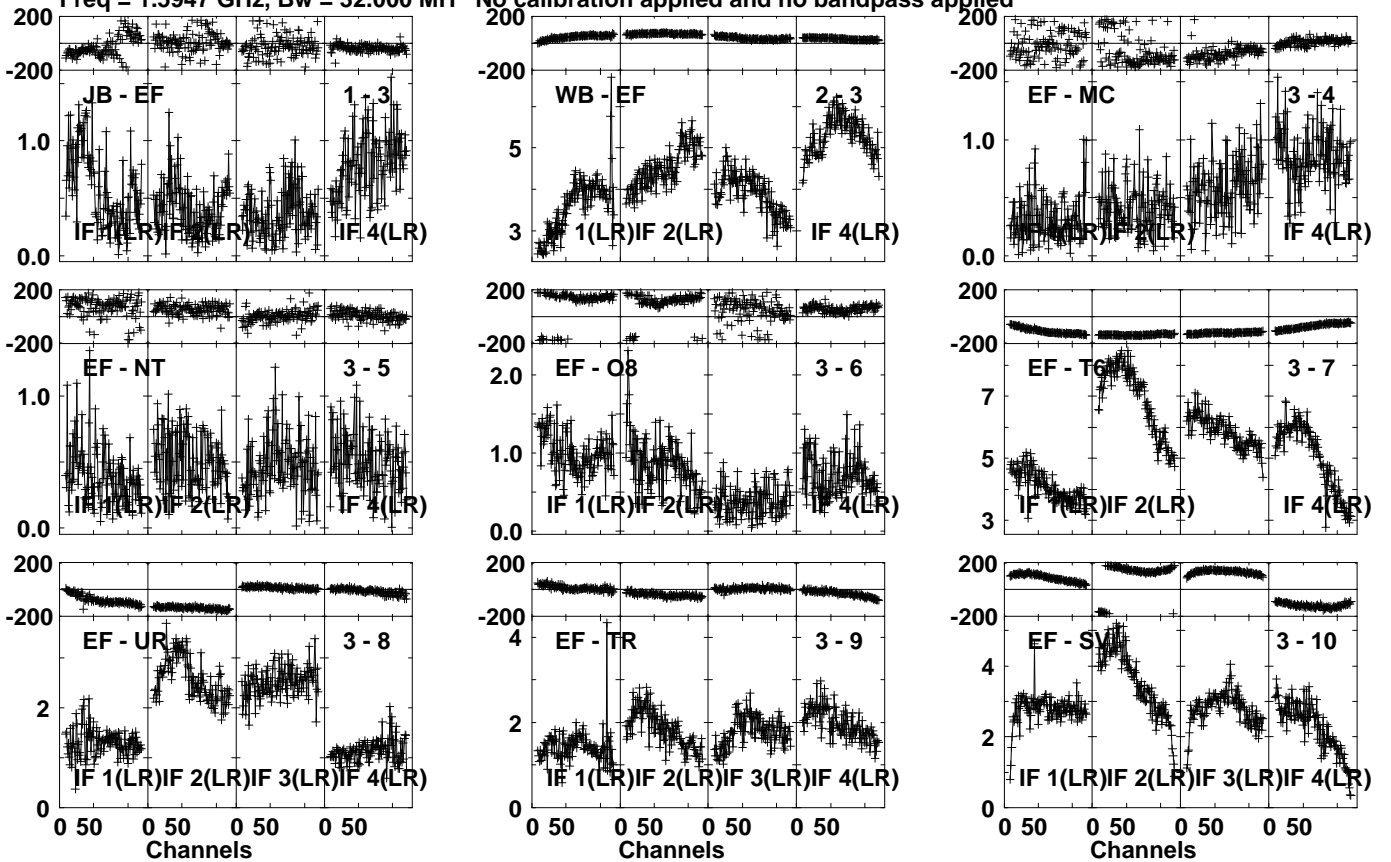 Freq = 1.5947 GHz, Bw = 32.000 MH No calibration applied and no bandpass applied
200 200 200
-200 -200 -200
JB - EF 1 - 3 WB - EF 2 - 3 EF - MC 3 - 4
1.0 5 1.0
IF 1(LR) IF 2(LR) IF 4(LR) 1(LR) IF 2(LR) IF 4(LR) IF 1(LR) IF 2(LR) IF 4(LR)
0.0 3 0.0
200 200 200
-200 -200 -200
EF - NT 3 - 5 EF - O8 3 - 6 EF - T6 3 - 7
1.0 2.0 1.0 7 5
IF 1(LR) IF 2(LR) IF 4(LR) IF 1(LR) IF 2(LR) IF 4(LR) IF 1(LR) IF 2(LR) IF 4(LR)
0.0 0.0 3
200 200 200
-200 -200 -200
EF - UR 3 - 8 EF - TR 3 - 9 EF - SV 3 - 10
2 4 2 4 2
IF 1(LR) IF 2(LR) IF 3(LR) IF 4(LR) IF 1(LR) IF 2(LR) IF 3(LR) IF 4(LR) IF 1(LR) IF 2(LR) IF 3(LR) IF 4(LR)
0 0 0
0 50 0 50 0 50 0 50 0 50 0 50 0 50 0 50 0 50 0 50 0 50 0 50
Channels Channels Channels